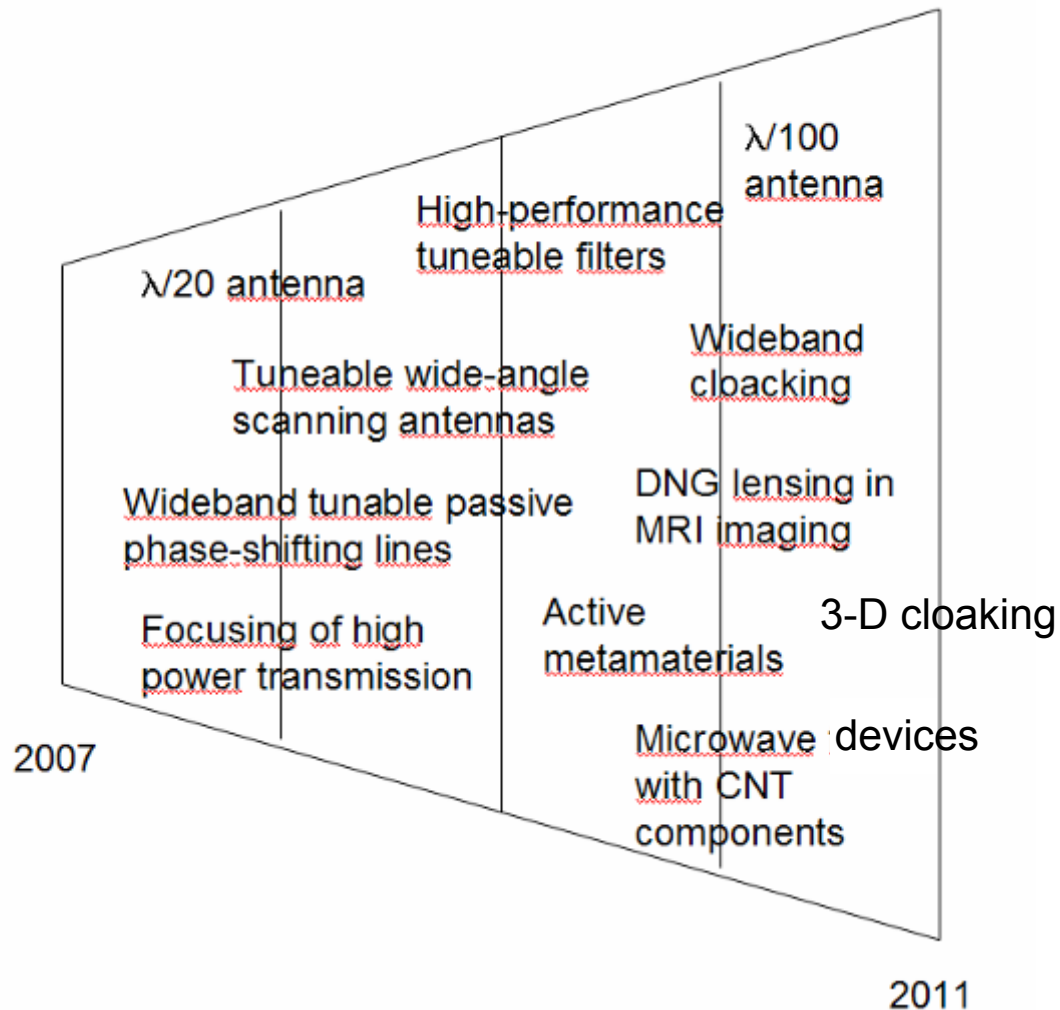 λ/100
antenna
High-performance
tuneable filters
λ/20 antenna
Wideband
cloacking
Tuneable wide-angle
scanning antennas
DNG lensing in
MRI imaging
Wideband tunable passive
phase-shifting lines
3-D cloaking
Active
metamaterials
Focusing of high
power transmission
Microwave devices
with CNT
components
2007
2011